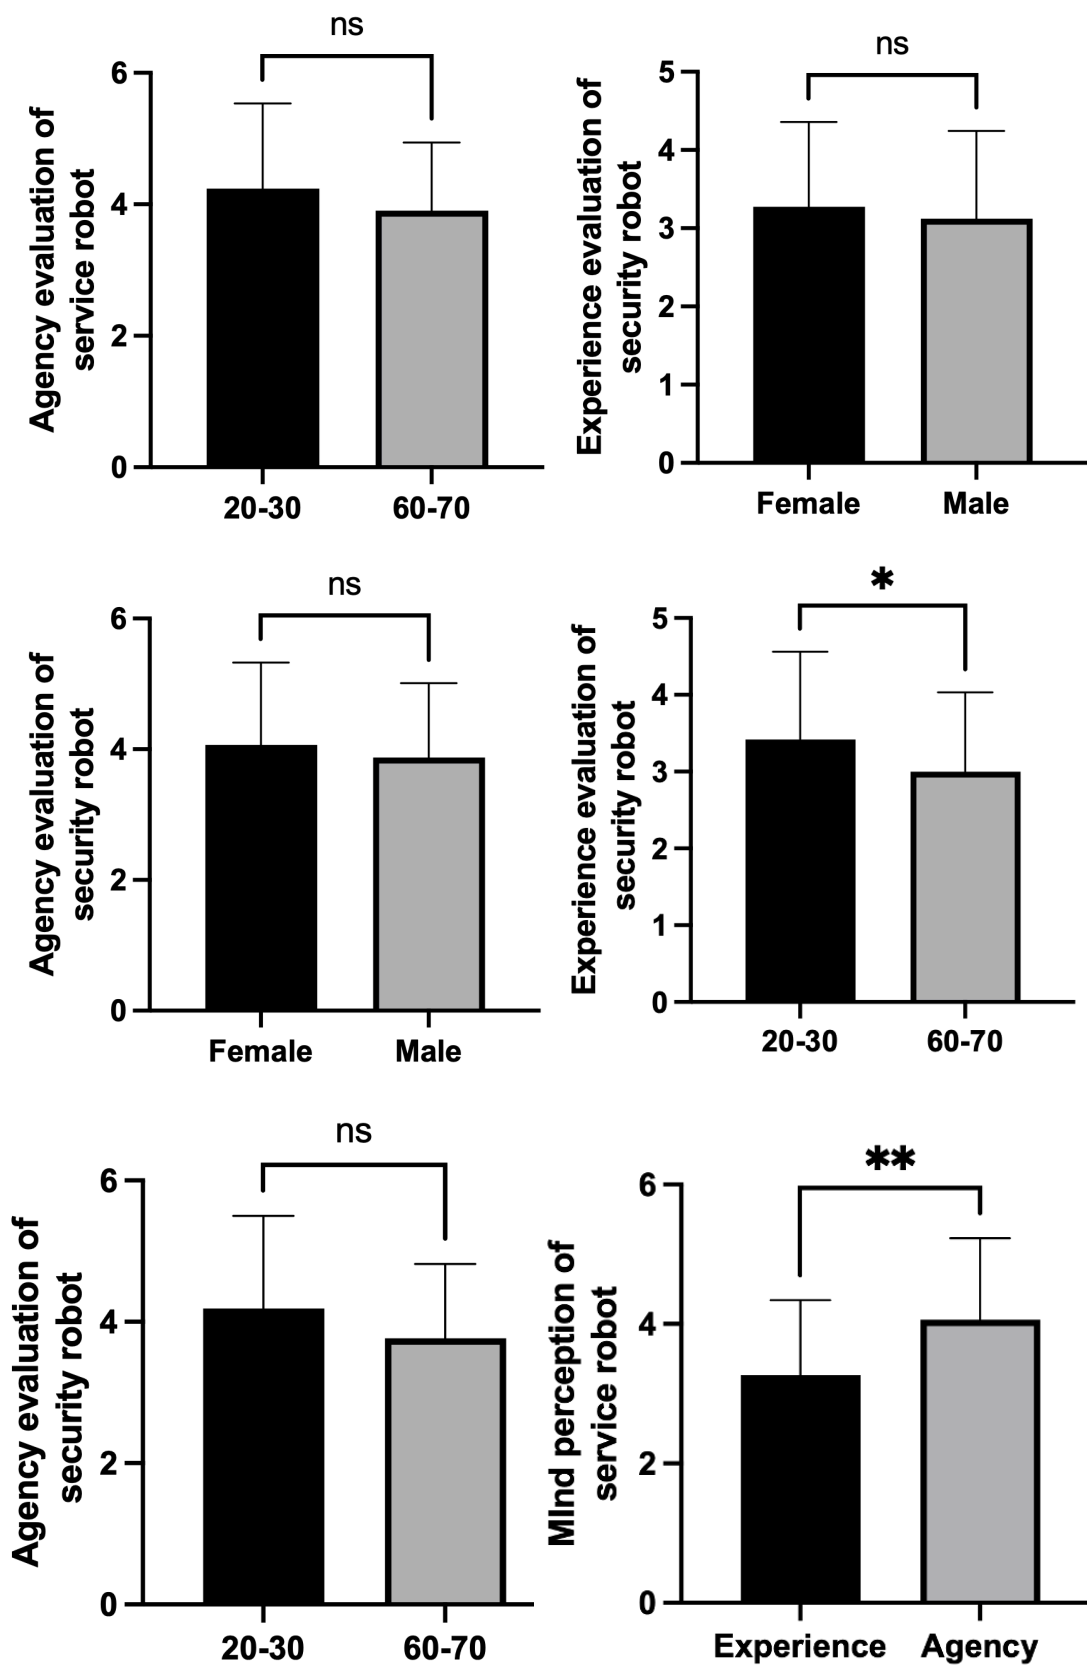 ns
Agency evaluation of
service robot
6
4
2
0
20-30 60-70
ns
Experience evaluation of
security robot
5
4
3
2
1
0
Female Male
ns
Agency evaluation of
security robot
6
4
2
0
Female Male
*
Experience evaluation of
security robot
5
4
3
2
1
0
20-30 60-70
ns
Agency evaluation of
security robot
6
4
2
0
20-30 60-70
**
MInd perception of
service robot
6
4
2
0
Experience Agency